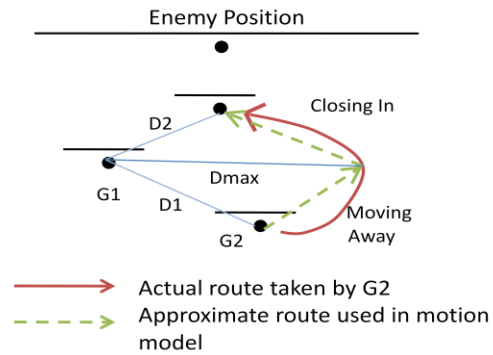 Enemy Position
Closing In
D2
Dmax
G1
D1
G2
Moving
Away
Actual route taken by G2
Approximate route used in motion
model